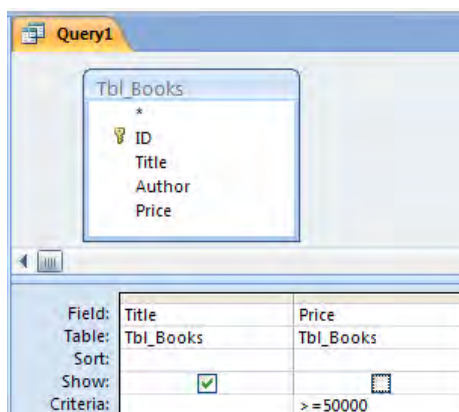 Query1
Tbl_Books
*
ID
Title
Author
Price
Field: Title Price
Table: Tbl_Books Tbl_Books
Sort:
Show:
Criteria: >=50000